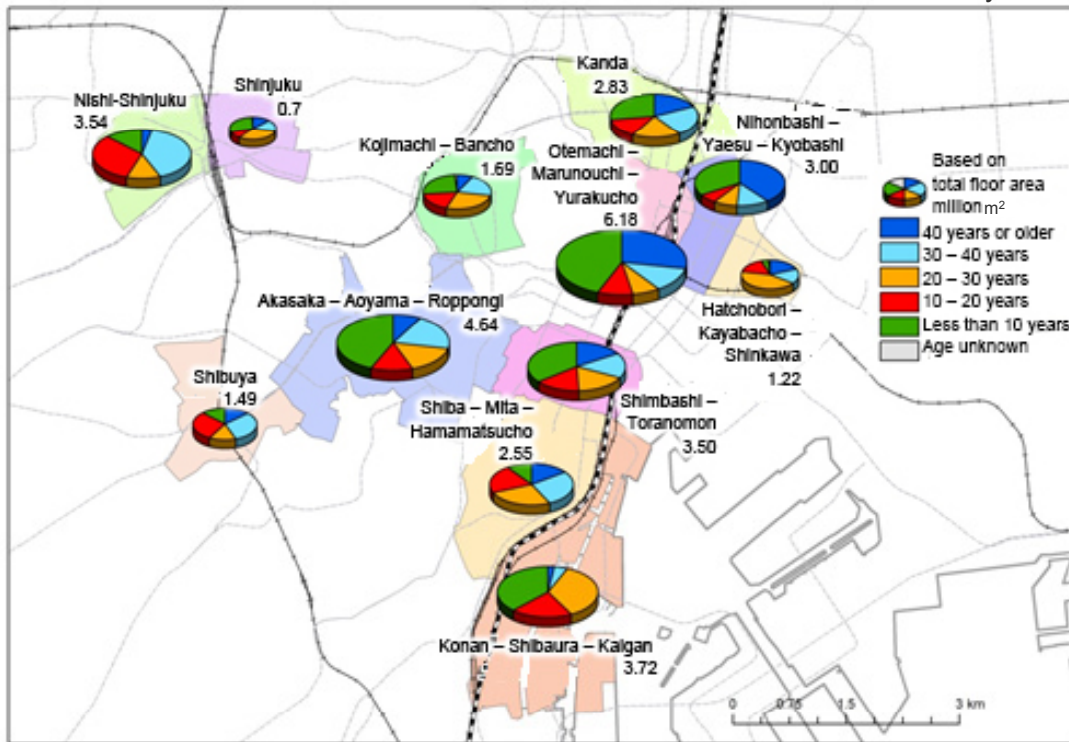 Kanda
2.83
Nishi-Shinjuku
3.54
Shinjuku
0.7
Kojimachi – Bancho
1.69
Nihonbashi –
Yaesu – Kyobashi
3.00
Otemachi –
Marunouchi –
Yurakucho
6.18
Based on
total floor area
million m²
40 years or older
30 – 40 years
20 – 30 years
10 – 20 years
Less than 10 years
Age unknown
Akasaka – Aoyama – Roppongi
4.64
Hatchobori –
Kayabacho –
Shinkawa
1.22
Shibuya
1.49
Shimbashi –
Toranomon
3.50
Shiba – Mita –
Hamamatsucho
2.55
Konan – Shibaura – Kaigan
3.72
0 0.75 1.5 3 km